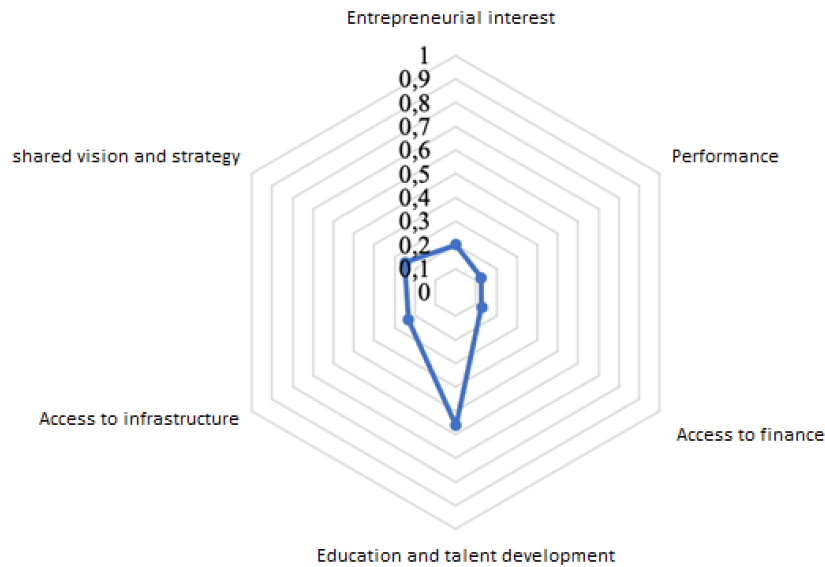 Entrepreneurial interest
1
0,9
0,8
shared vision and strategy
Performance
0,7
0,6
0,5
0,4
0,3
0,2
0,1
0
Access to infrastructure
Access to finance
Education and talent development